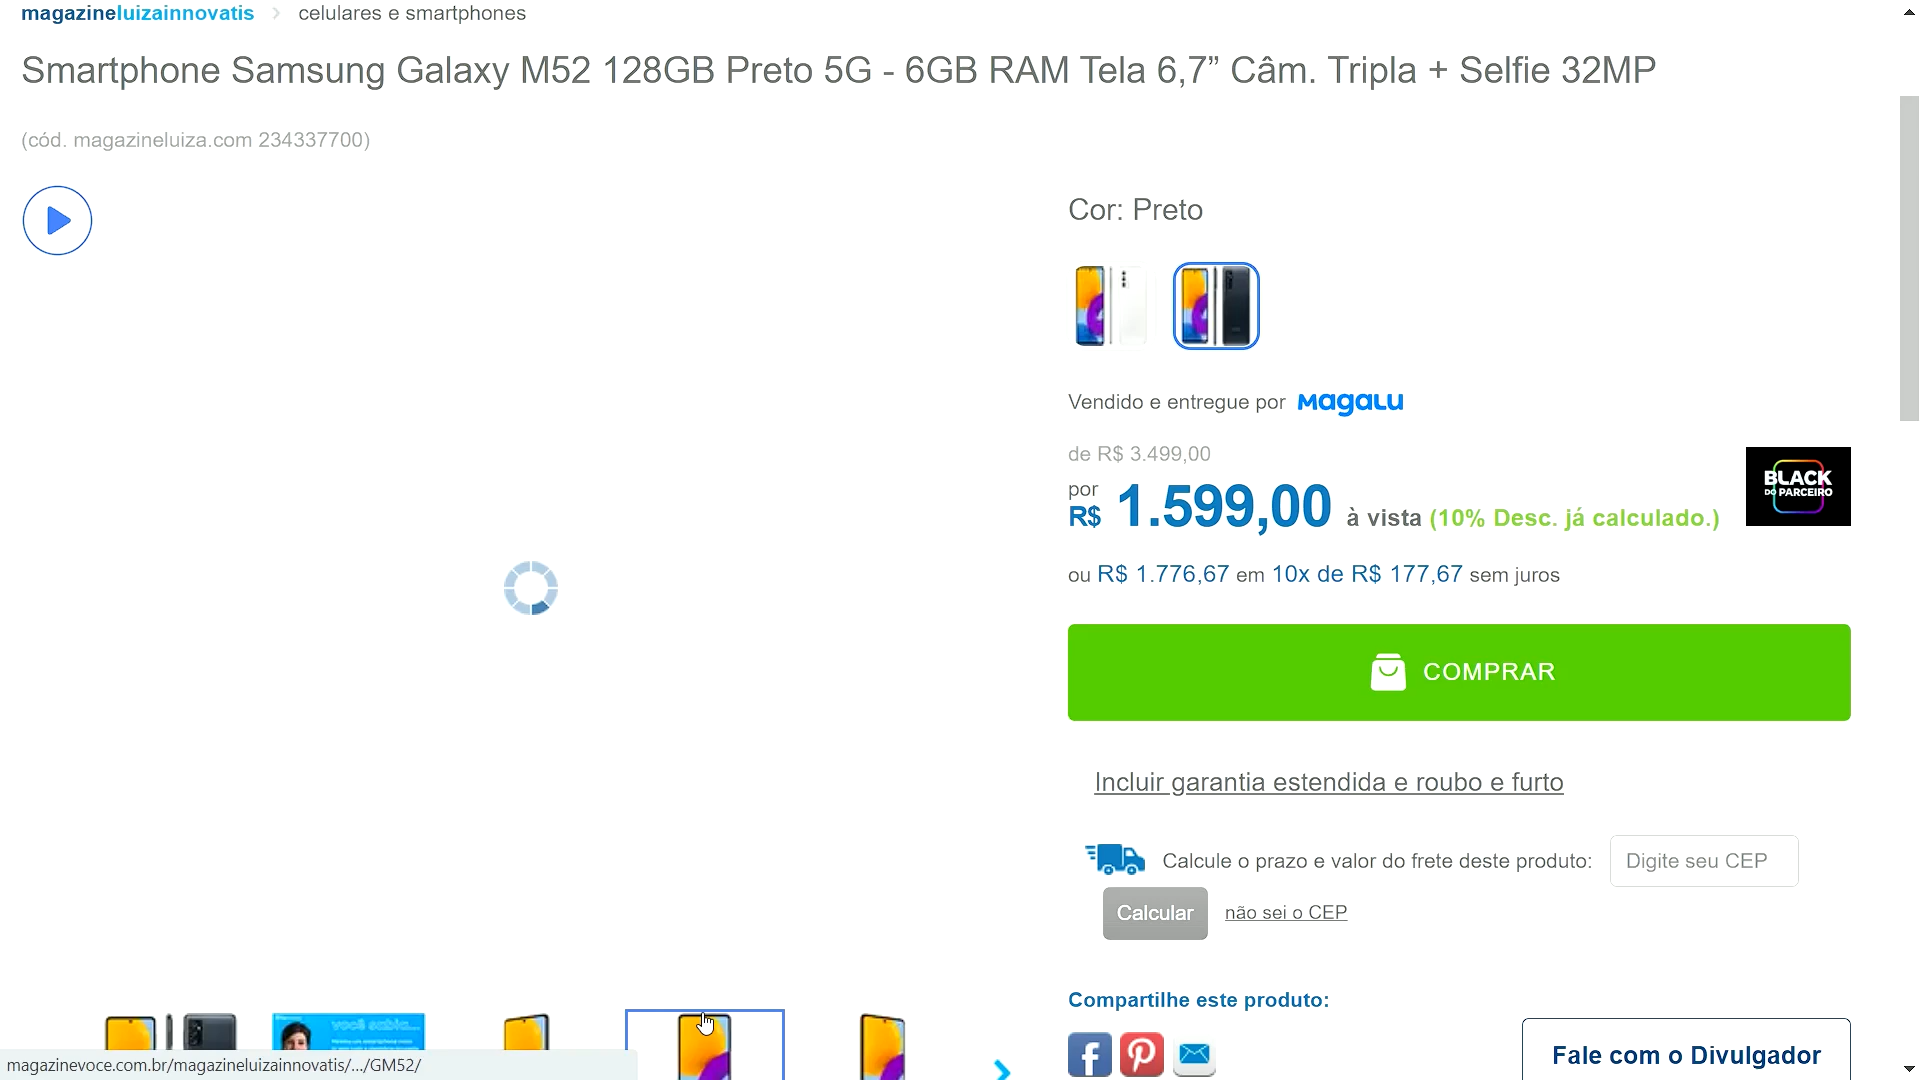 magazineluizainnovatis > celulares e smartphones
Smartphone Samsung Galaxy M52 128GB Preto 5G - 6GB RAM Tela 6,7” Câm. Tripla + Selfie 32MP
(cód. magazineluiza.com 234337700)
Cor: Preto
Vendido e entregue por MagaLu
de R$ 3.499,00
por
R$ 1.599,00 à vista (10% Desc. já calculado.)
BLACK
DO PARCEIRO
ou R$ 1.776,67 em 10x de R$ 177,67 sem juros
COMPRAR
Incluir garantia estendida e roubo e furto
Calcule o prazo e valor do frete deste produto: Digite seu CEP
Calcular não sei o CEP
Compartilhe este produto:
você sabia...
Fale com o Divulgador
magazinevoce.com.br/magazineluizainnovatis/.../GM52/